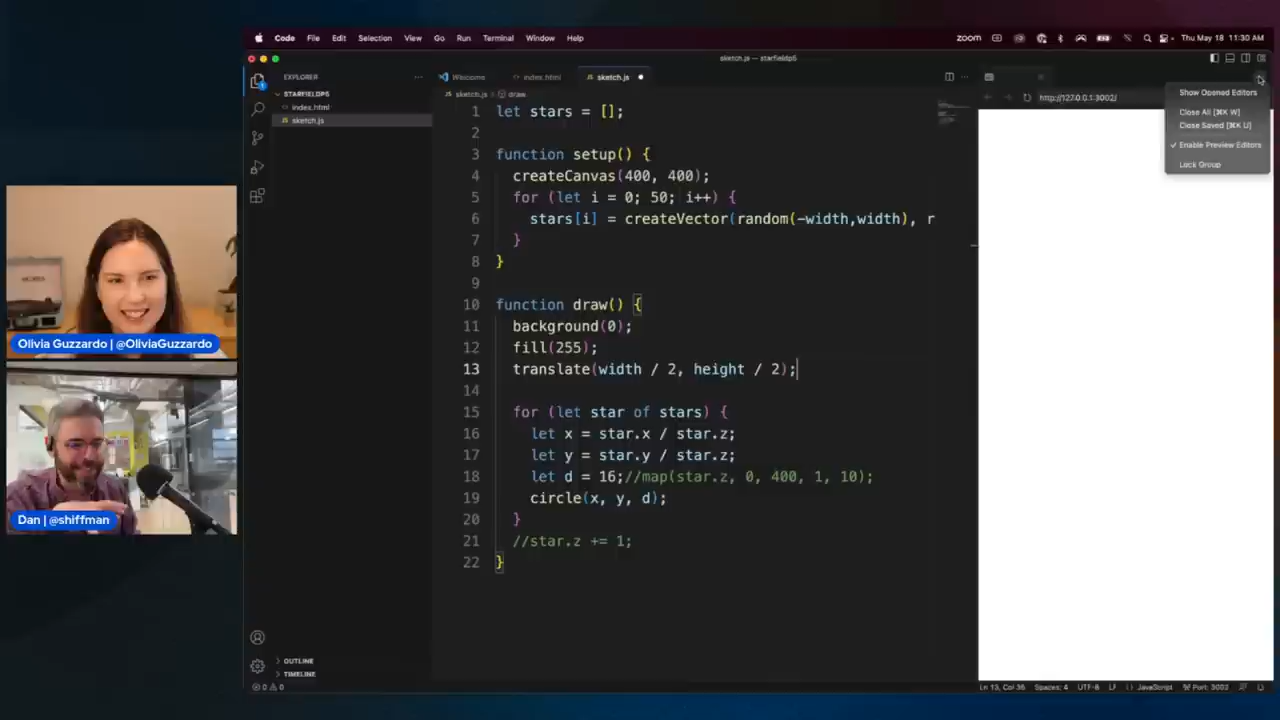 Code File Edit Selection View Go Run Terminal Window Help
zoom
Thu May 18 11:30 AM
sketch.js — starfieldp5
EXPLORER
STARFIELDP5
index.html
sketch.js
OUTLINE
TIMELINE
Welcome
index.html
sketch.js
sketch.js > draw
1 let stars = [];
2
3 function setup() {
4 createCanvas(400, 400);
5 for (let i = 0; 50; i++) {
6 stars[i] = createVector(random(-width,width), r
7 }
8 }
9
10 function draw() {
11 background(0);
12 fill(255);
13 translate(width / 2, height / 2);
14
15 for (let star of stars) {
16 let x = star.x / star.z;
17 let y = star.y / star.z;
18 let d = 16;//map(star.z, 0, 400, 1, 10);
19 circle(x, y, d);
20 }
21 //star.z += 1;
22 }
http://127.0.0.1:3002/
Show Opened Editors
Close All [⌘K W]
Close Saved [⌘K U]
✓ Enable Preview Editors
Lock Group
Olivia Guzzardo | @OliviaGuzzardo
Dan | @shiffman
0 0
Ln 13, Col 36 Spaces: 4 UTF-8 LF {} JavaScript Port: 3002